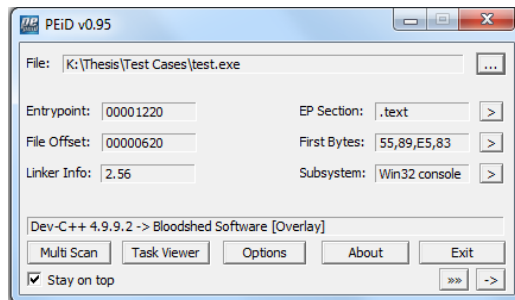 PEiD v0.95
File: K:\Thesis\Test Cases\test.exe ...
Entrypoint: 00001220 EP Section: .text >
File Offset: 00000620 First Bytes: 55,89,E5,83 >
Linker Info: 2.56 Subsystem: Win32 console >
Dev-C++ 4.9.9.2 -> Bloodshed Software [Overlay]
Multi Scan Task Viewer Options About Exit
Stay on top »» ->